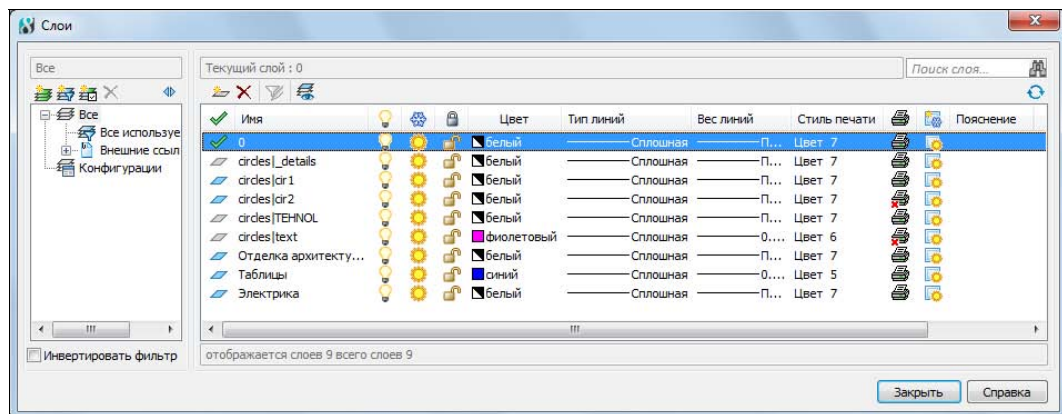 Слои
Все
Текущий слой : 0
Поиск слоя...
Все
Все используе
Внешние ссыл
Конфигурации
Инвертировать фильтр
Имя Цвет Тип линий Вес линий Стиль печати Пояснение
0 белый Сплошная П... Цвет 7
circles|_details белый Сплошная П... Цвет 7
circles|cir1 белый Сплошная П... Цвет 7
circles|cir2 белый Сплошная П... Цвет 7
circles|TEHNOL белый Сплошная П... Цвет 7
circles|text фиолетовый Сплошная 0.... Цвет 6
Отделка архитекту... белый Сплошная П... Цвет 7
Таблицы синий Сплошная 0.... Цвет 5
Электрика белый Сплошная П... Цвет 7
отображается слоев 9 всего слоев 9
Закрыть Справка